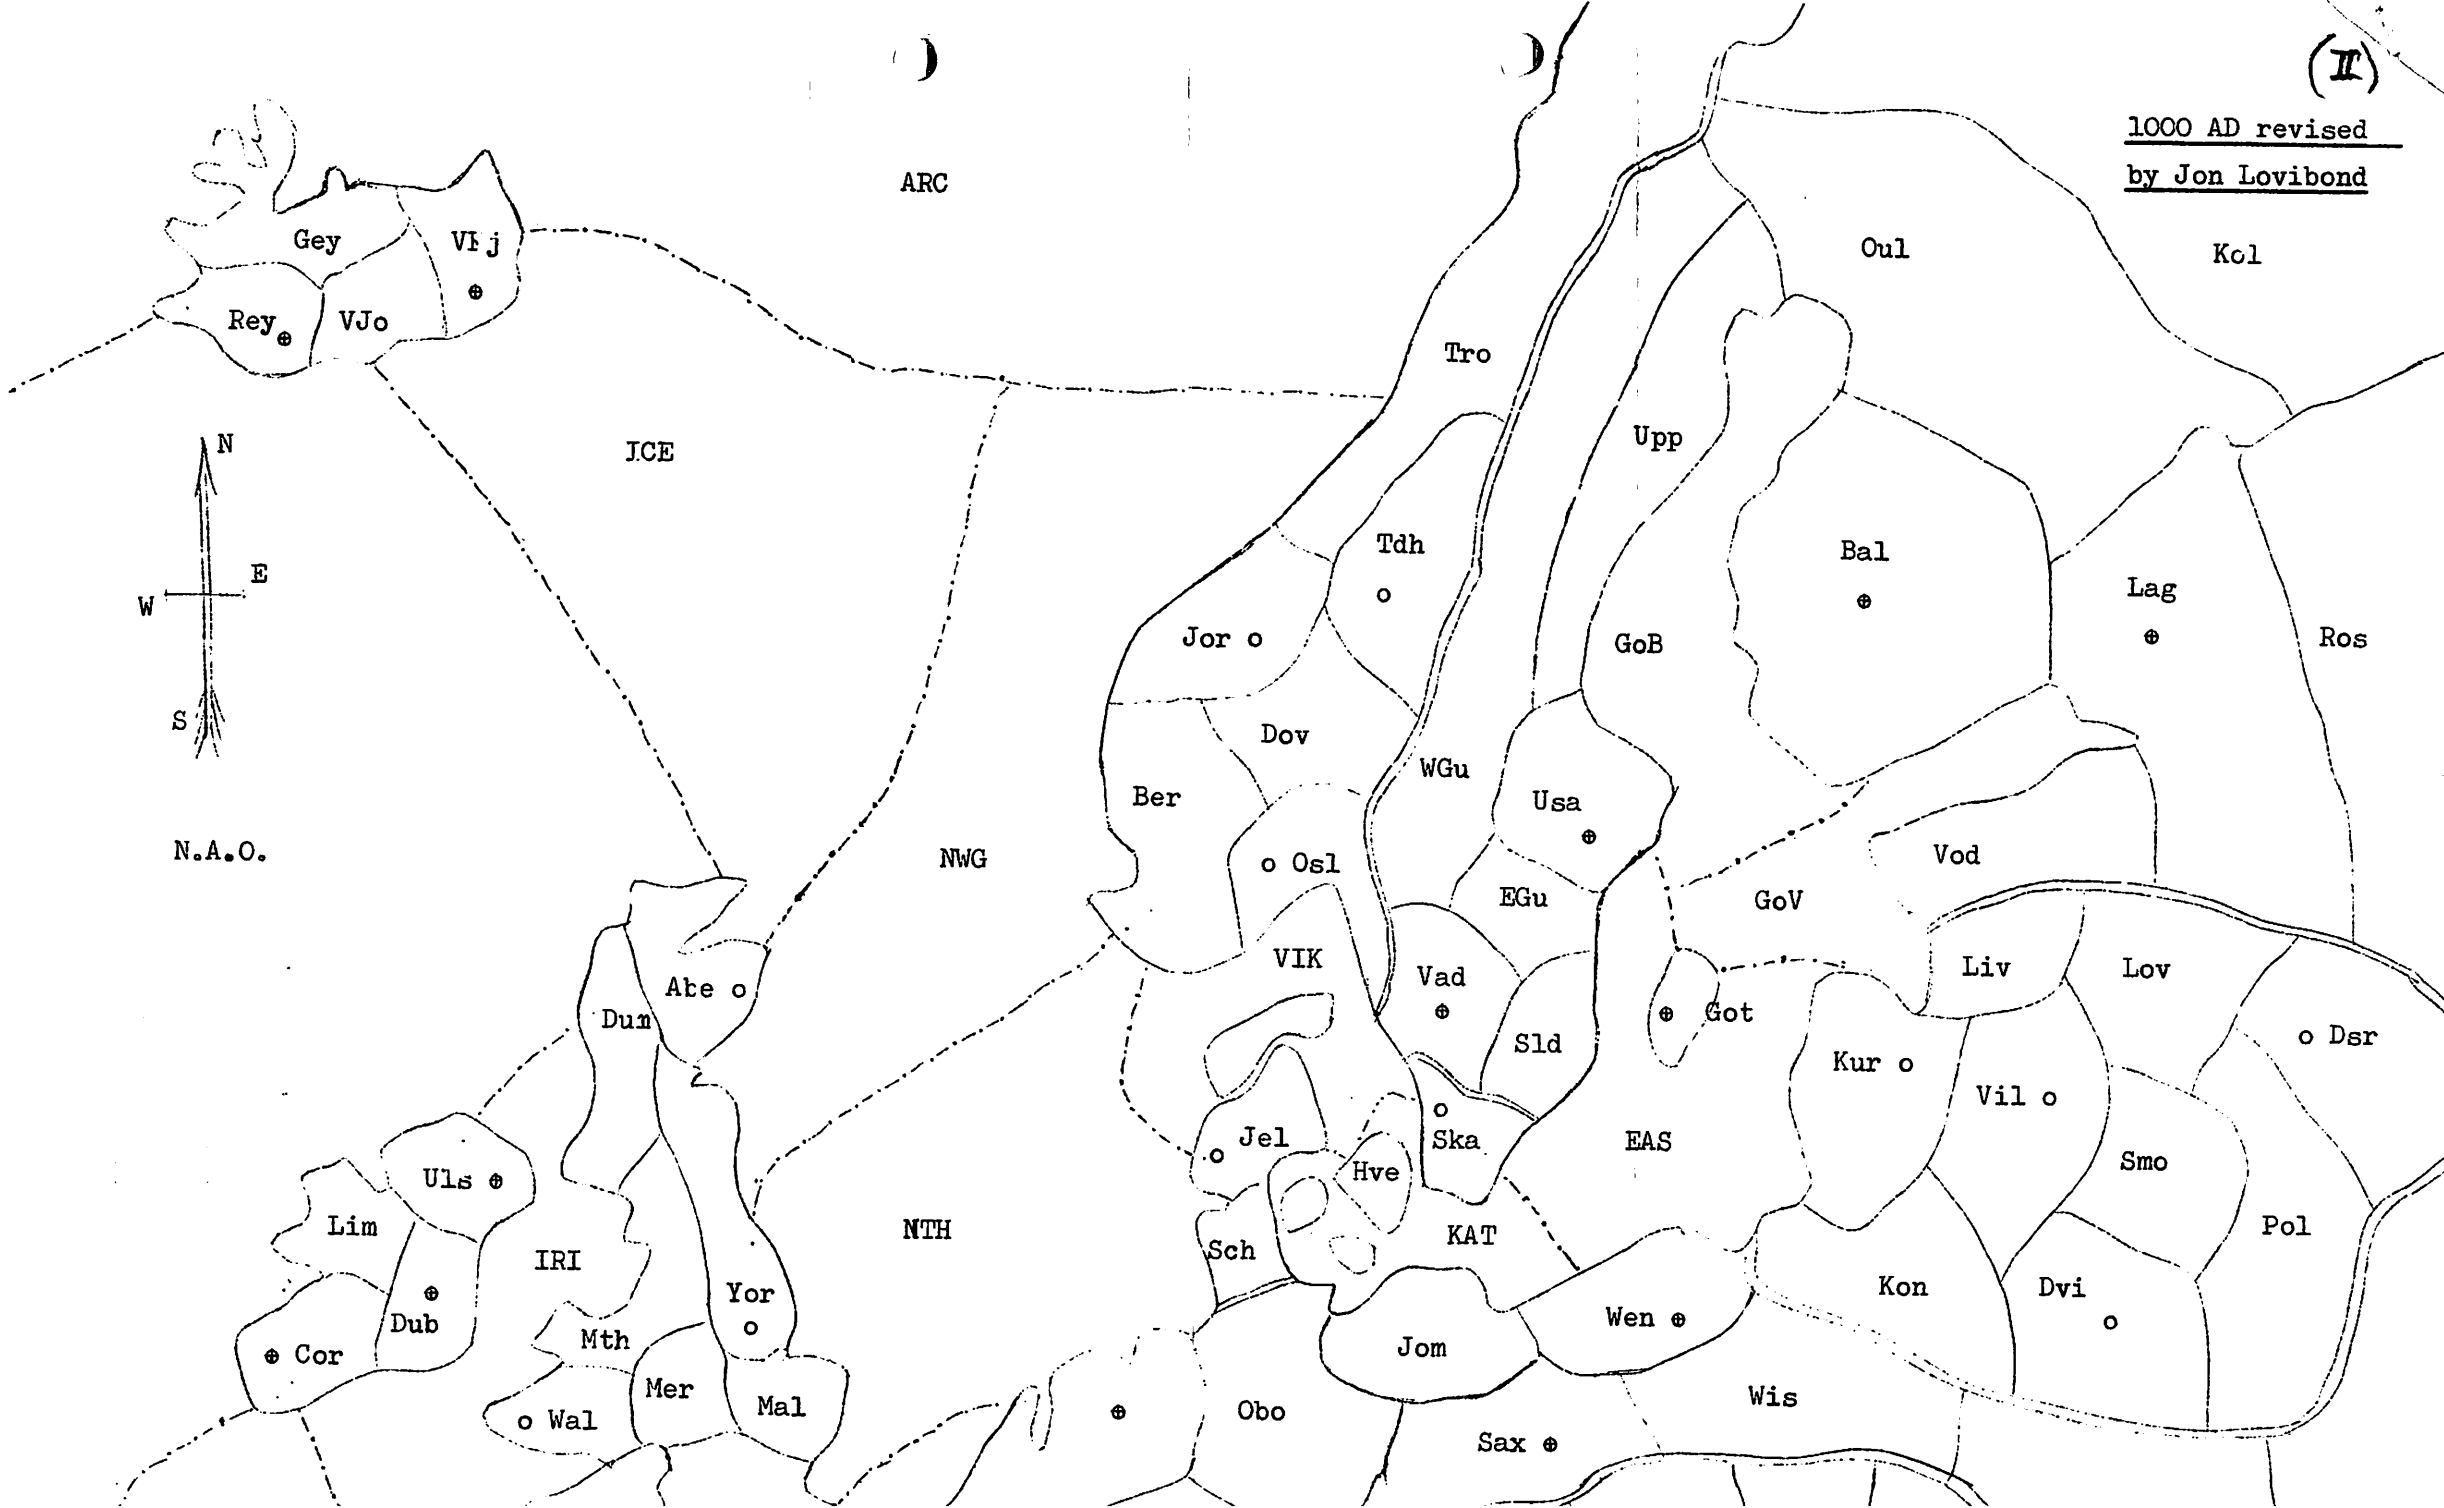 (II)
1000 AD revised
by Jon Lovibond
ARC
Gey
Oul
Kol
Rey
VJo
Tro
N
ICE
Upp
Tdh
Bal
E
W
Lag
Jor
GoB
Ros
S
Dov
WGu
Ber
Usa
N.A.O.
NWG
Osl
Vod
EGu
GoV
VIK
Vad
Liv
Lov
Abe
Dun
Got
Sld
Kur
Dsr
Vil
Jel
Ska
EAS
Smo
Uls
Hve
Lim
NTH
KAT
Pol
Sch
IRI
Yor
Kon
Dvi
Dub
Wen
Mth
Jom
Cor
Mer
Wis
Mal
Wal
Obo
Sax